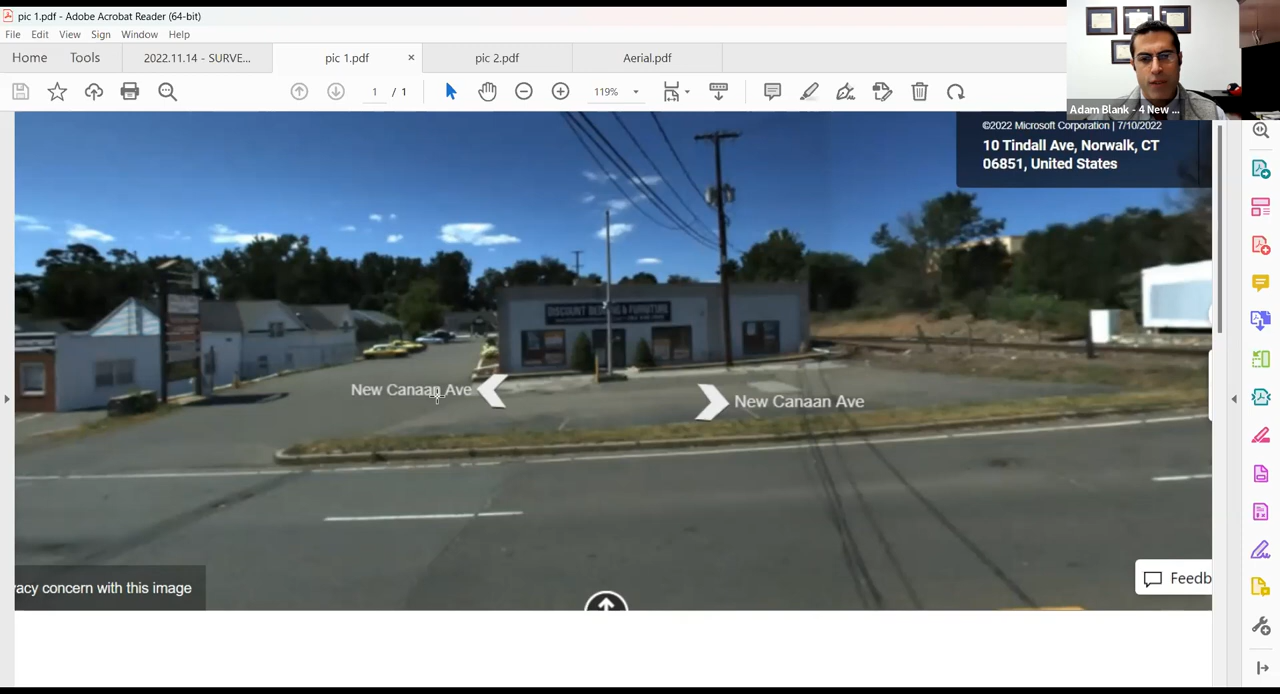 pic 1.pdf - Adobe Acrobat Reader (64-bit)
File Edit View Sign Window Help
Home Tools 2022.11.14 - SURVE... pic 1.pdf × pic 2.pdf Aerial.pdf
1 / 1 119%
Adam Blank - 4 New ...
©2022 Microsoft Corporation | 7/10/2022
10 Tindall Ave, Norwalk, CT
06851, United States
DISCOUNT BEDDING & FURNITURE
New Canaan Ave
New Canaan Ave
vacy concern with this image
Feedb